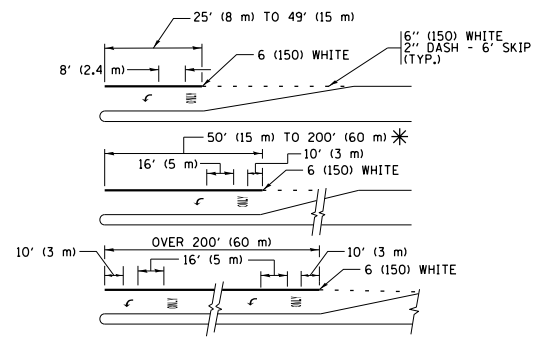 25' (8 m) TO 49' (15 m)
6'' (150) WHITE
2'' DASH - 6' SKIP
(TYP.)
6 (150) WHITE
8' (2.4 m)
ONLY
50' (15 m) TO 200' (60 m) *
16' (5 m)
10' (3 m)
6 (150) WHITE
ONLY
OVER 200' (60 m)
10' (3 m)
16' (5 m)
10' (3 m)
6 (150) WHITE
ONLY
ONLY